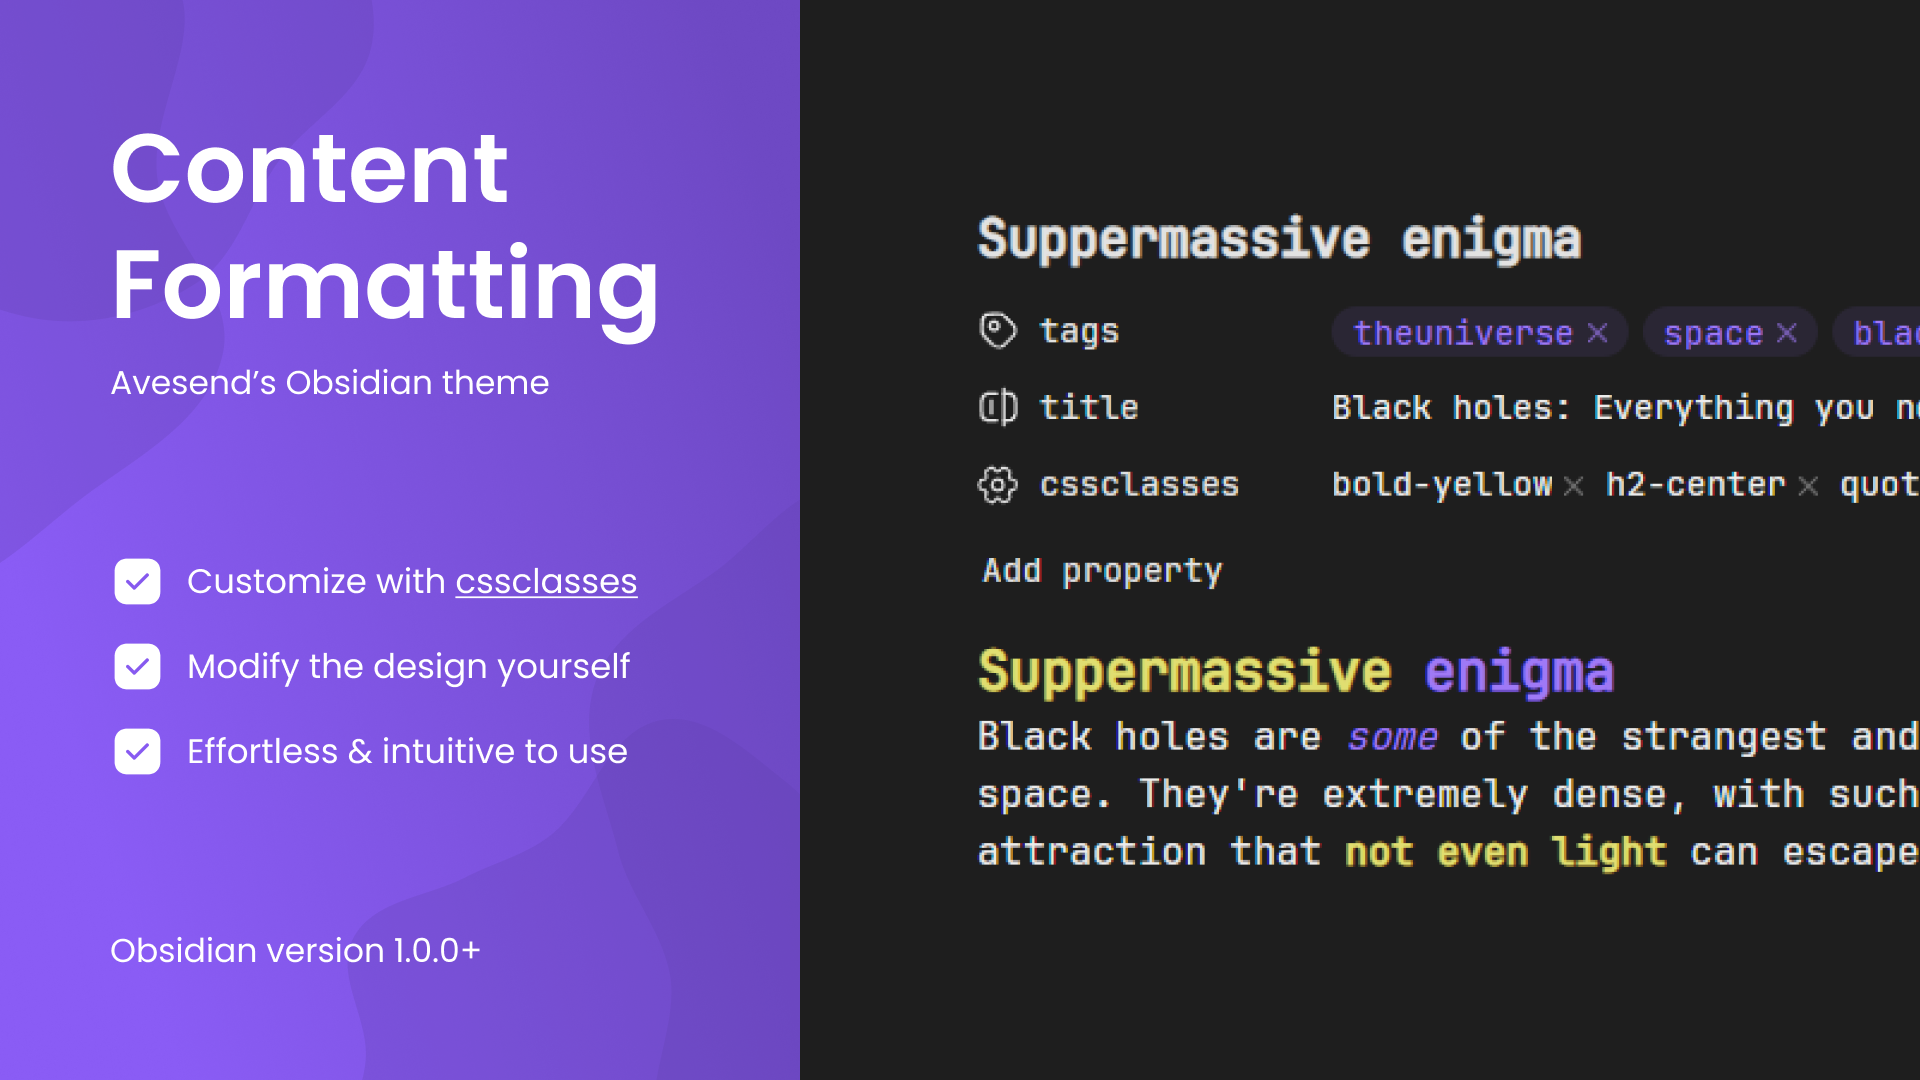 Content
Formatting
Avesend’s Obsidian theme
Customize with cssclasses
Modify the design yourself
Effortless & intuitive to use
Obsidian version 1.0.0+
Suppermassive enigma
tags theuniverse × space ×
title Black holes: Everything you
cssclasses bold-yellow × h2-center ×
Add property
Suppermassive enigma
Black holes are some of the strangest and
space. They're extremely dense, with such
attraction that not even light can escape